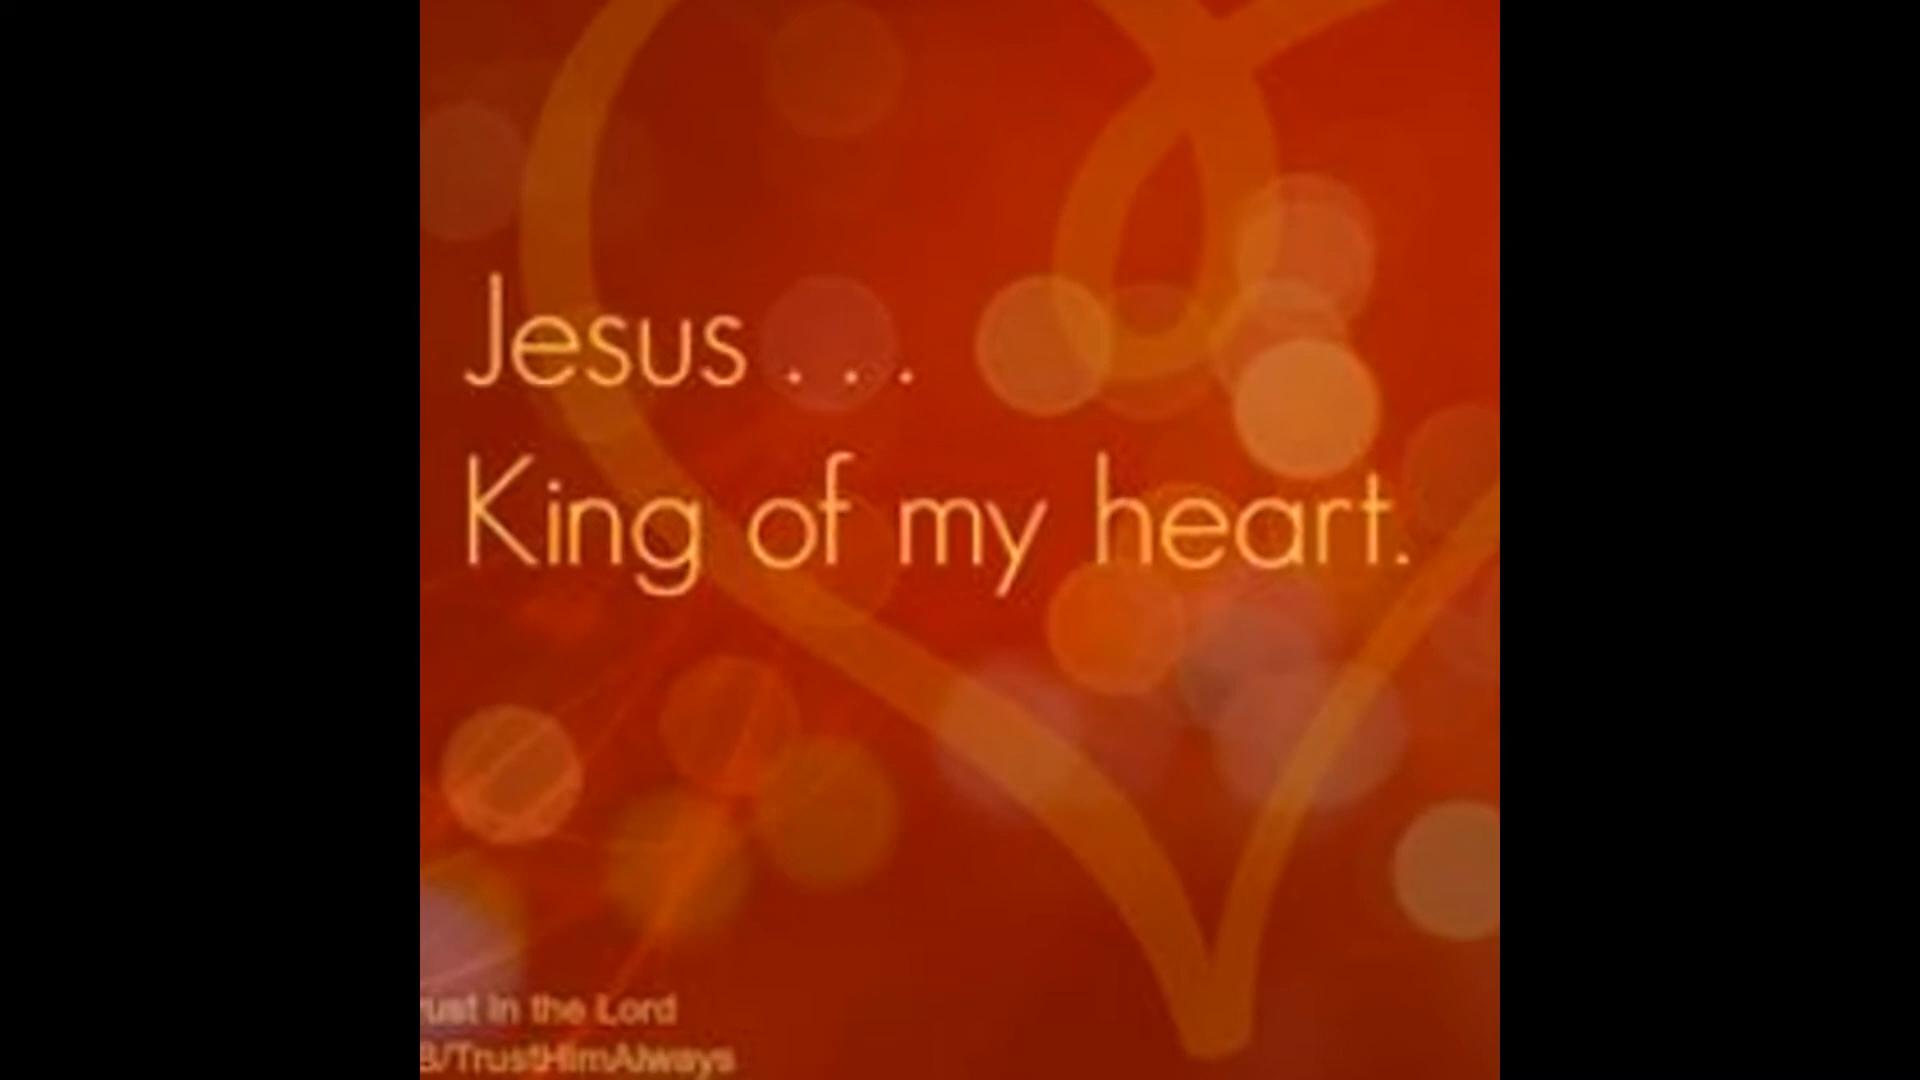 Jesus . . .
King of my heart.
rust in the Lord
B/TrustHimAlways